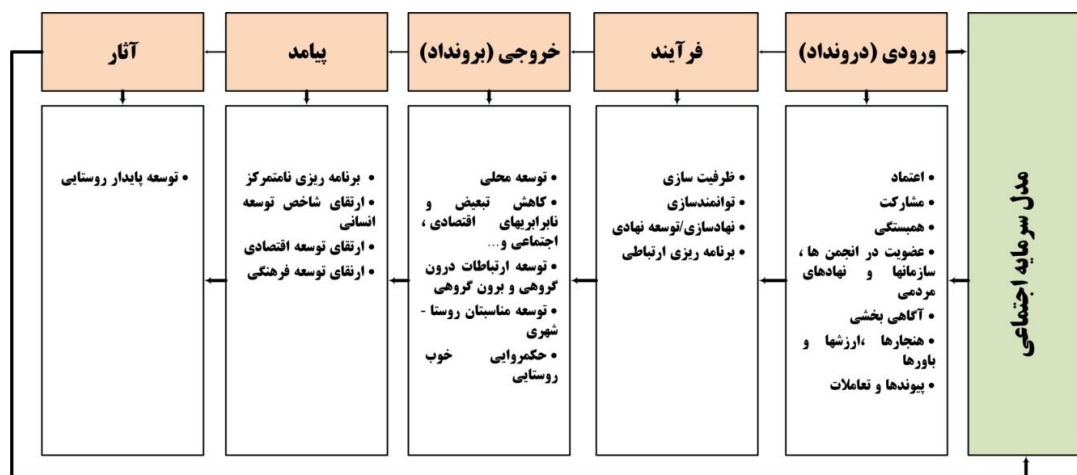 مدل سرمایه اجتماعی
ورودی (درونداد)
اعتماد
مشارکت
همبستگی
عضویت در انجمن ها ،
سازمانها و نهادهای
مردمی
آگاهی بخشی
هنجارها ،ارزشها و
باورها
پیوندها و تعاملات
فرآیند
ظرفیت سازی
توانمندسازی
نهادسازی/توسعه نهادی
برنامه ریزی ارتباطی
خروجی (برونداد)
توسعه محلی
کاهش تبعیض و
نابرابریهای اقتصادی ،
اجتماعی و...
توسعه ارتباطات درون
گروهی و برون گروهی
توسعه مناسبتان روستا -
شهری
حکمروایی خوب
روستایی
پیامد
برنامه ریزی نامتمرکز
ارتقای شاخص توسعه
انسانی
ارتقای توسعه اقتصادی
ارتقای توسعه فرهنگی
آثار
توسعه پایدار روستایی